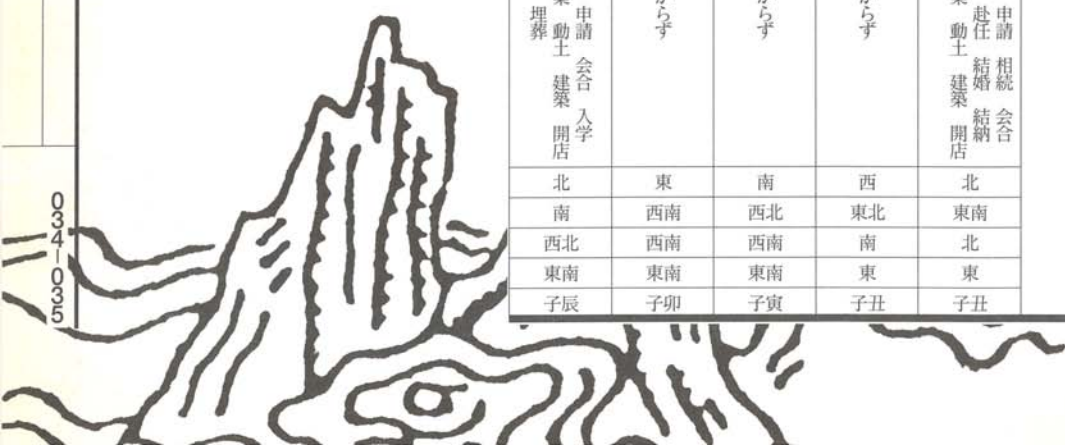 申請 相続 会合
赴任 結婚 結納
動土 建築 開店
北
東南
北
東
子丑
からず
西
東北
南
東
子丑
からず
南
西北
西南
東南
子寅
からず
東
西南
西南
東南
子卯
申請 会合 入学
動土 建築 開店
埋葬
北
南
西北
東南
子辰
034–035